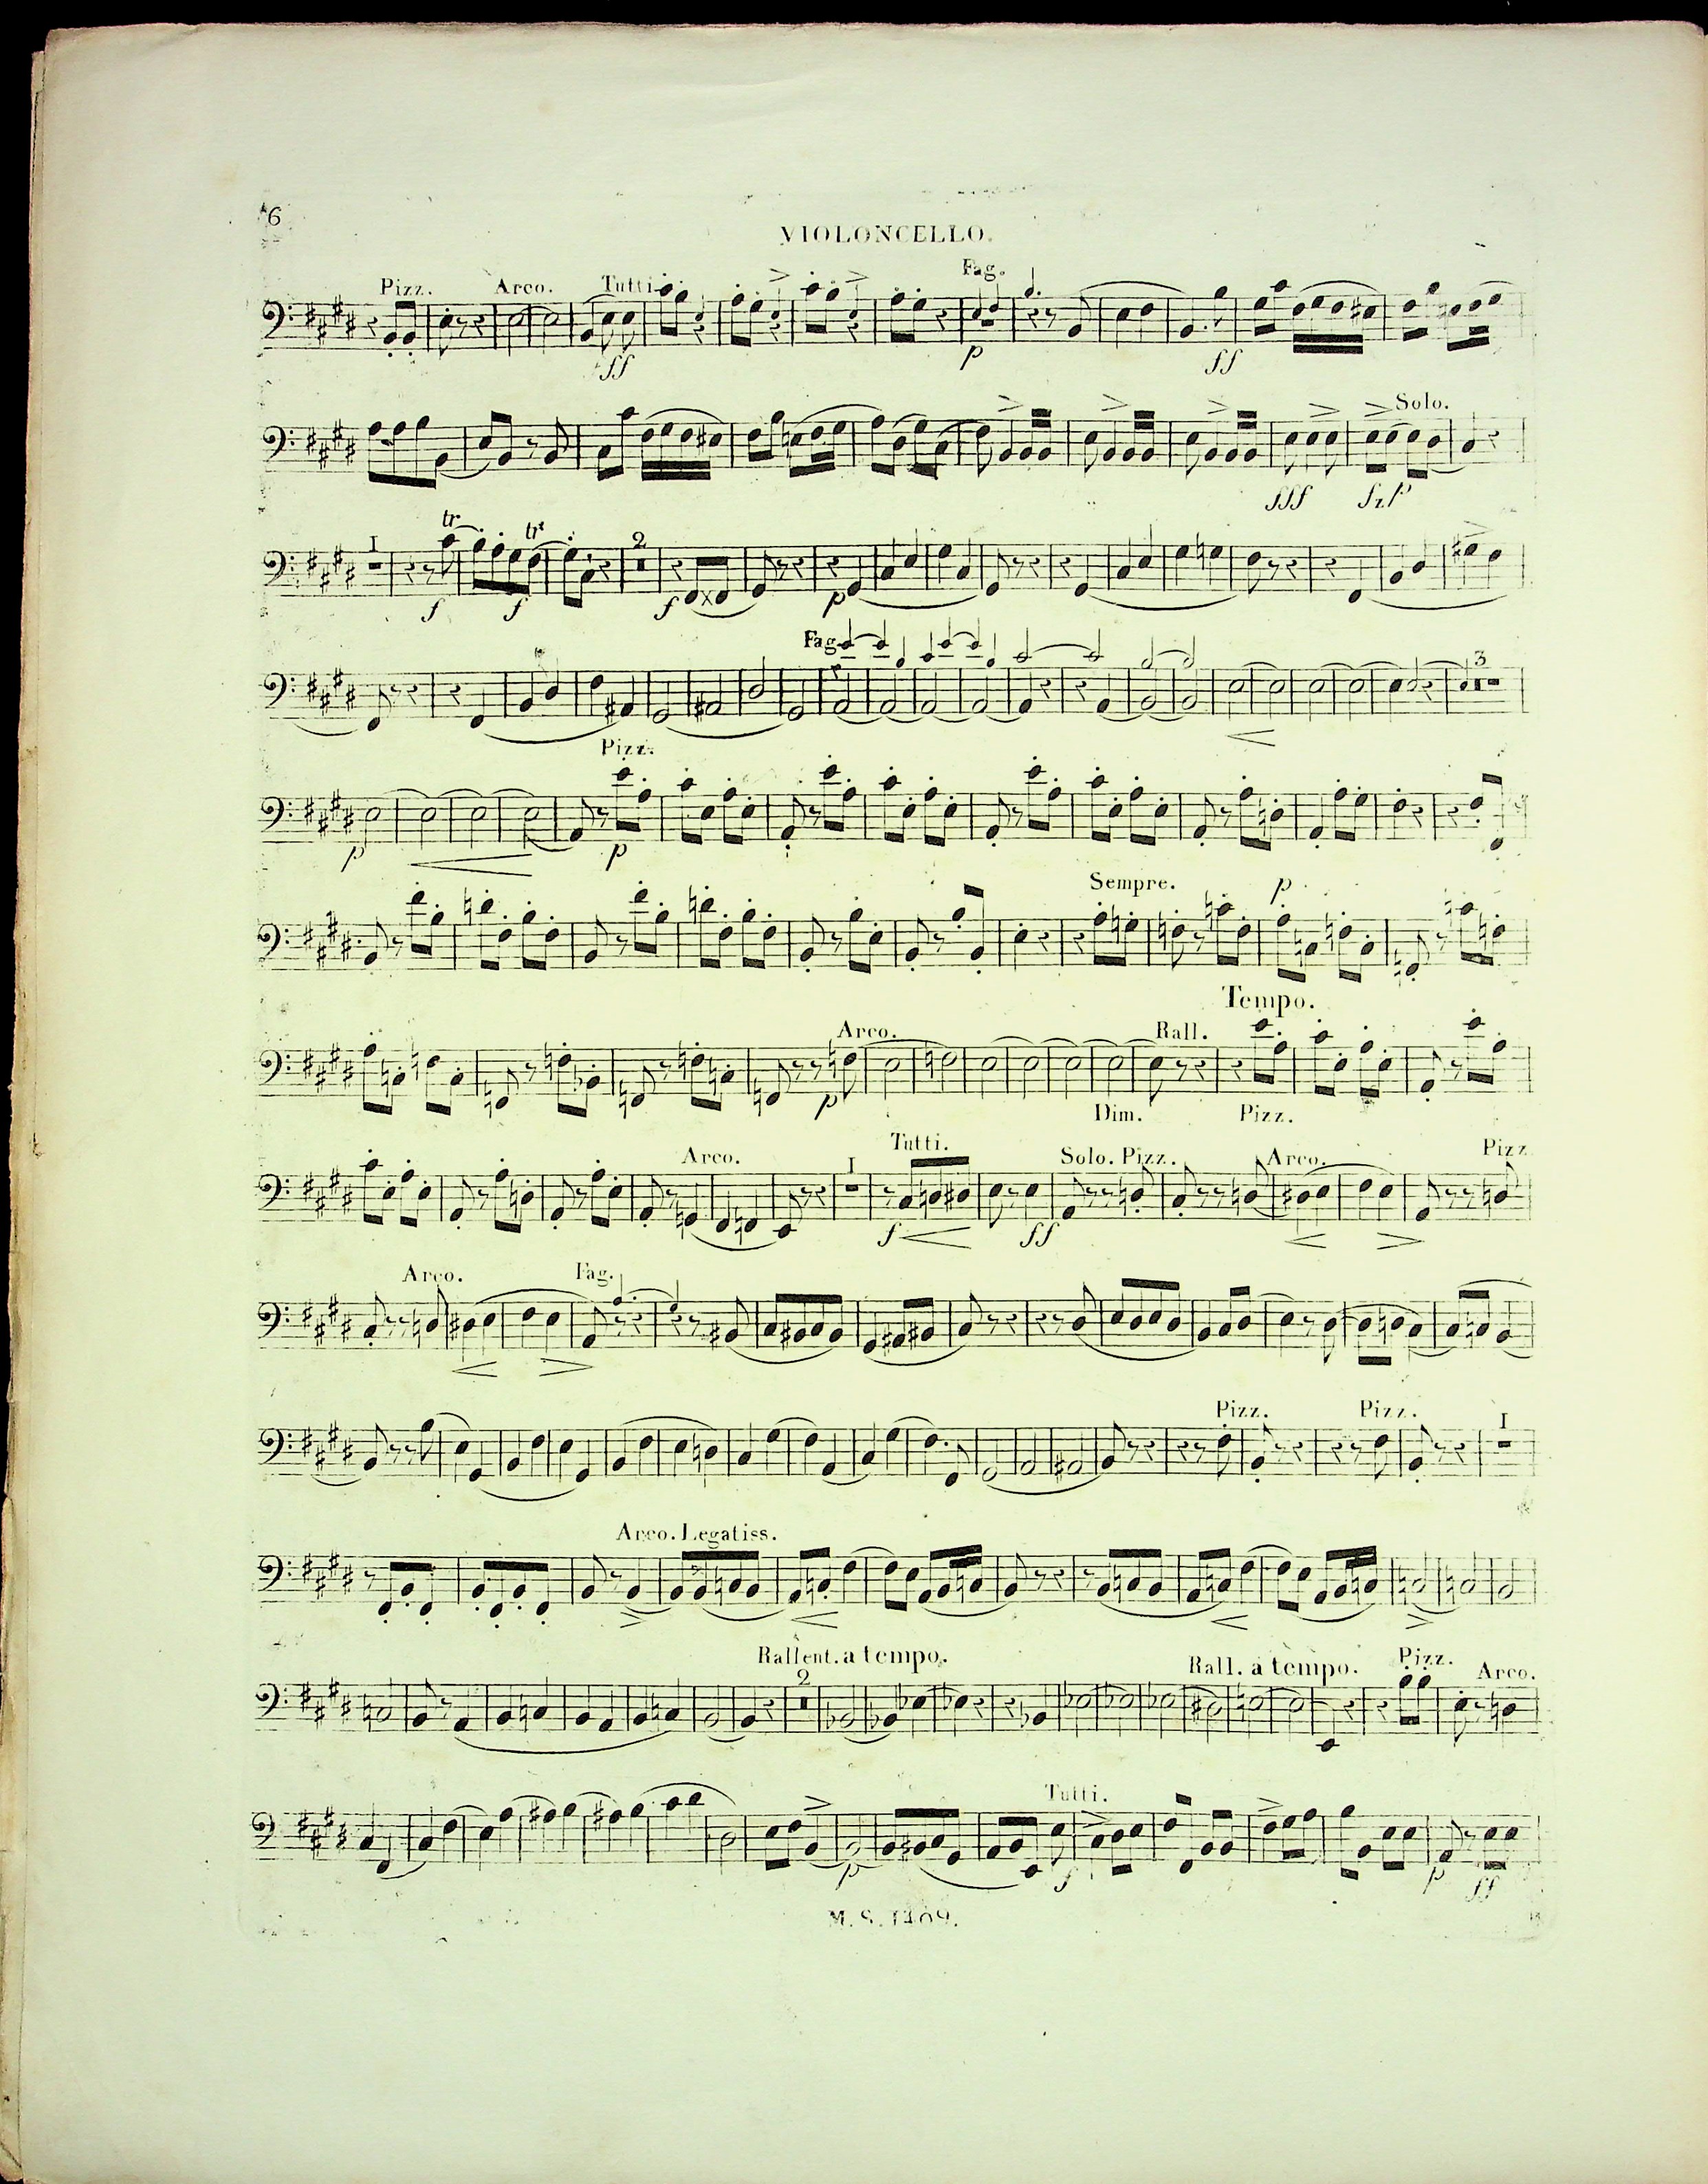 6
VIOLONCELLO.
Pizz. Arco. Tutti. Fag.
ff p ff
Solo.
fff fz p
I tr tr 2
f f f p
Fag. 3
Pizz.
p p
Sempre. p
Tempo.
Arco. Rall.
p Dim. Pizz.
Arco. I Tutti. Solo. Pizz. Arco. Pizz
f ff
Arco. Fag.
Pizz. Pizz. I
Arco. Legatiss.
Rallent. a tempo. Rall. a tempo. Pizz. Arco.
2
Tutti.
p f p ff
M.S. 1409.